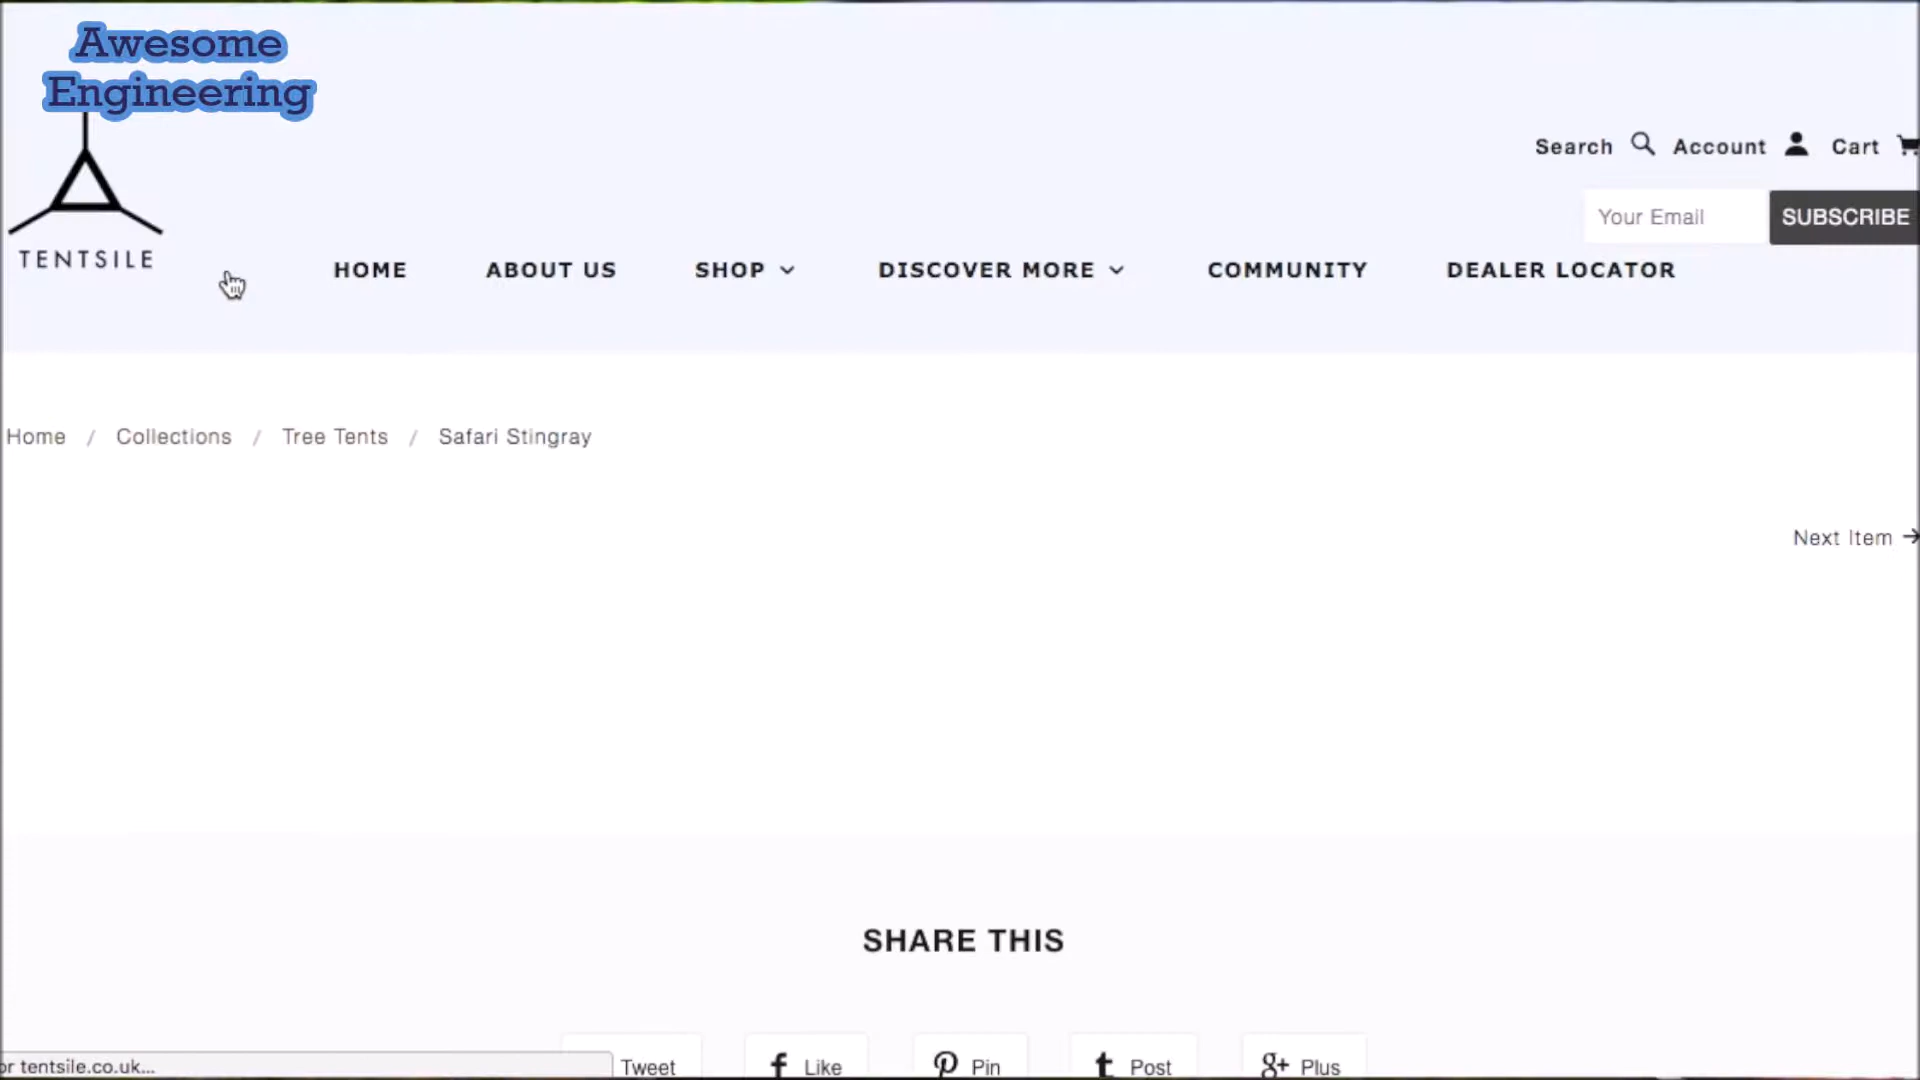 Awesome
Engineering
TENTSILE
Search Account Cart
Your Email SUBSCRIBE
HOME ABOUT US SHOP DISCOVER MORE COMMUNITY DEALER LOCATOR
Home / Collections / Tree Tents / Safari Stingray
Next Item →
SHARE THIS
or tentsile.co.uk...
Tweet Like Pin Post Plus